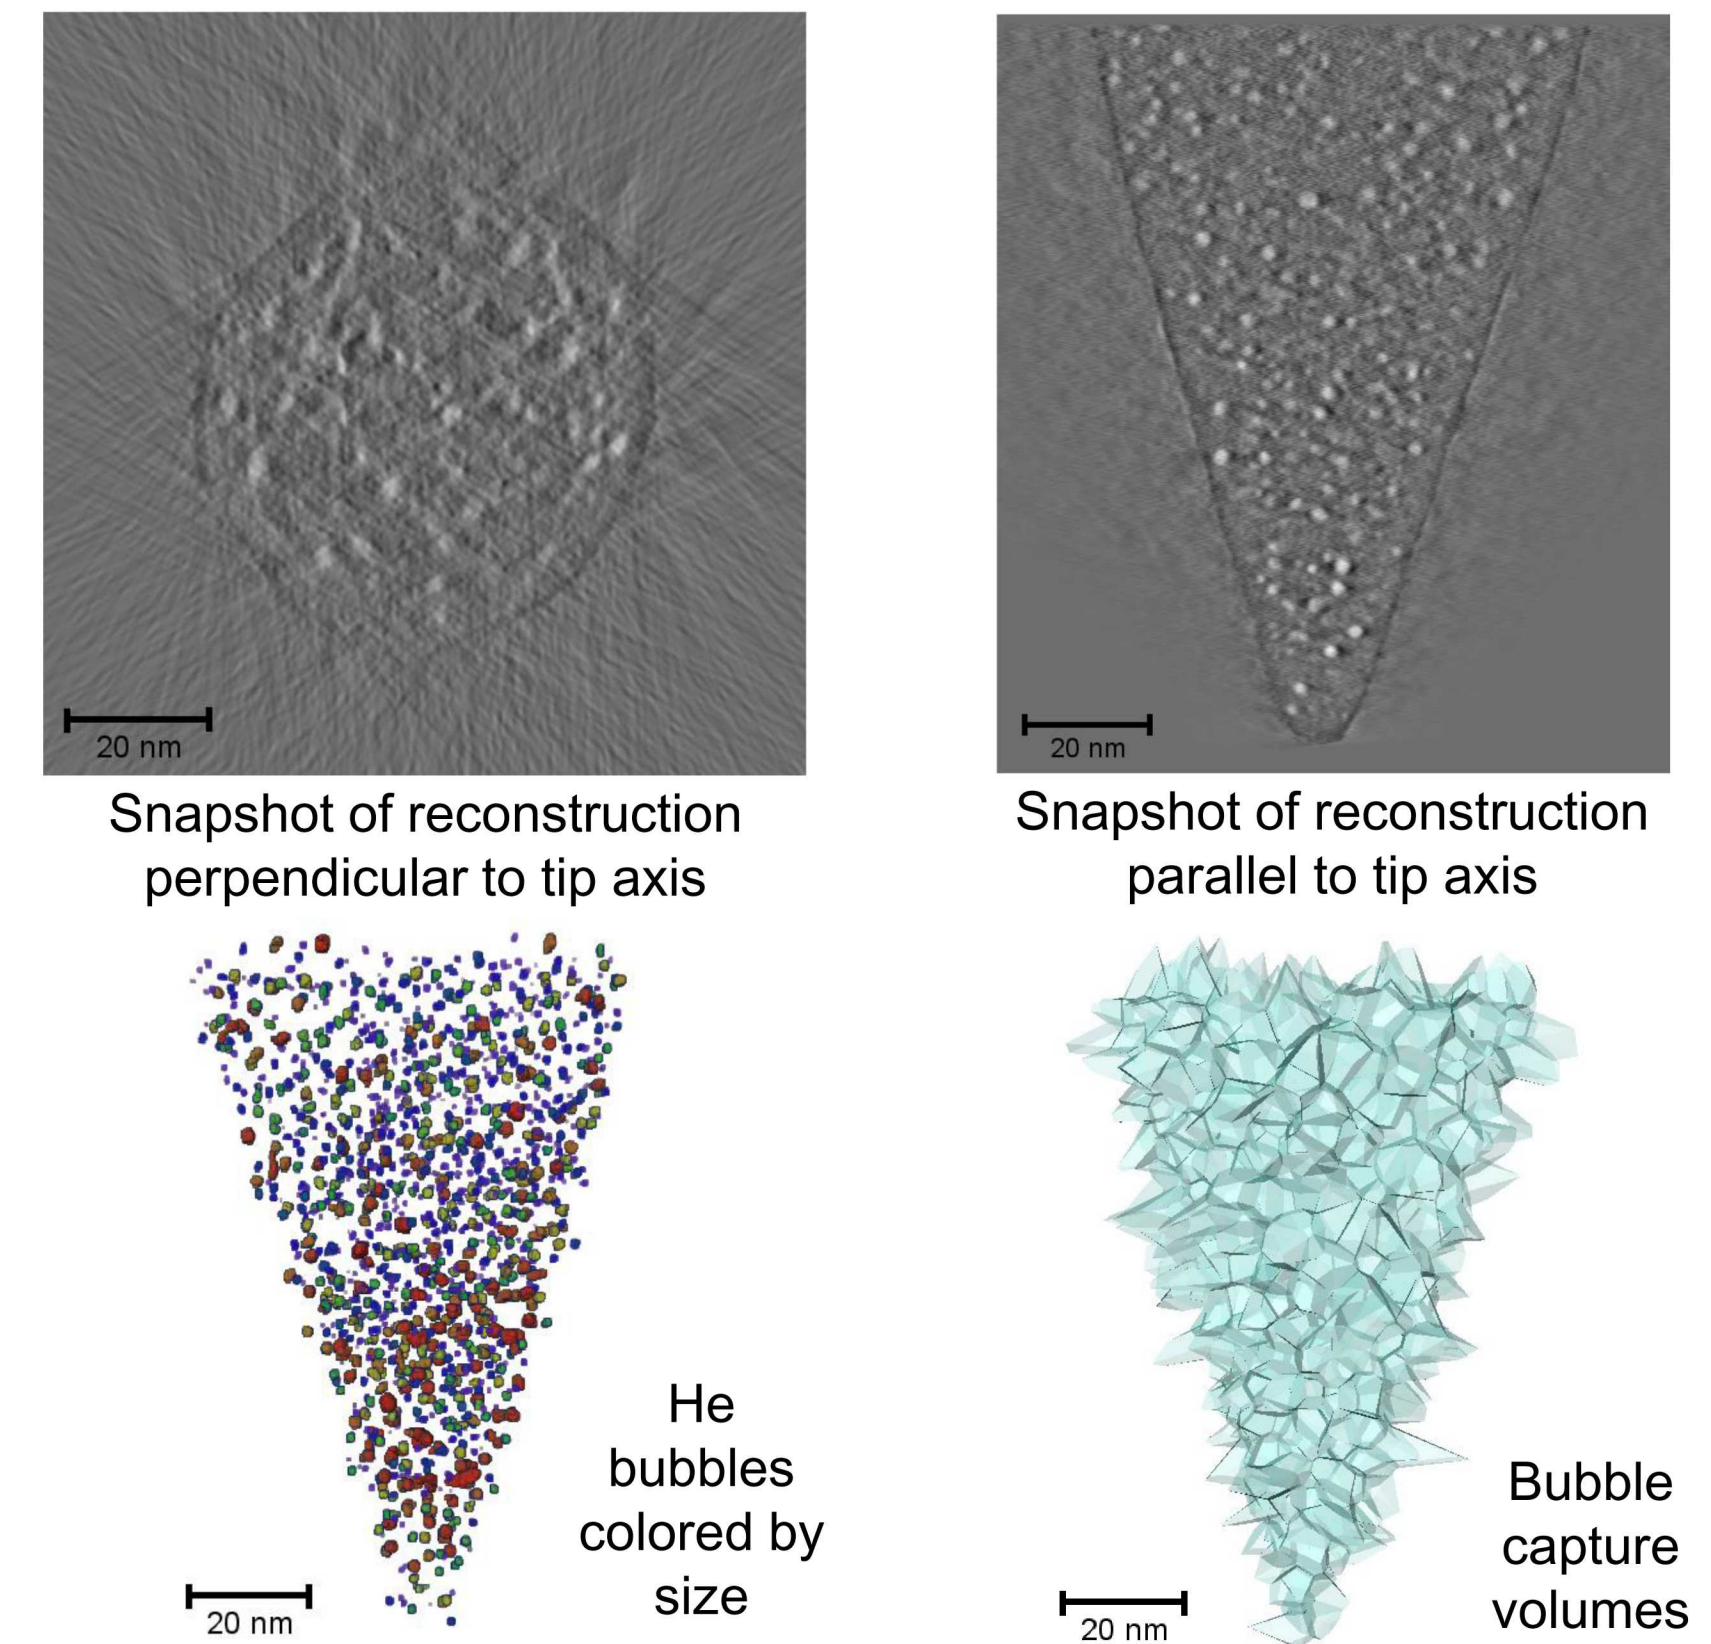 20 nm
20 nm
Snapshot of reconstruction
perpendicular to tip axis
Snapshot of reconstruction
parallel to tip axis
He
bubbles
colored by
size
20 nm
Bubble
capture
volumes
20 nm